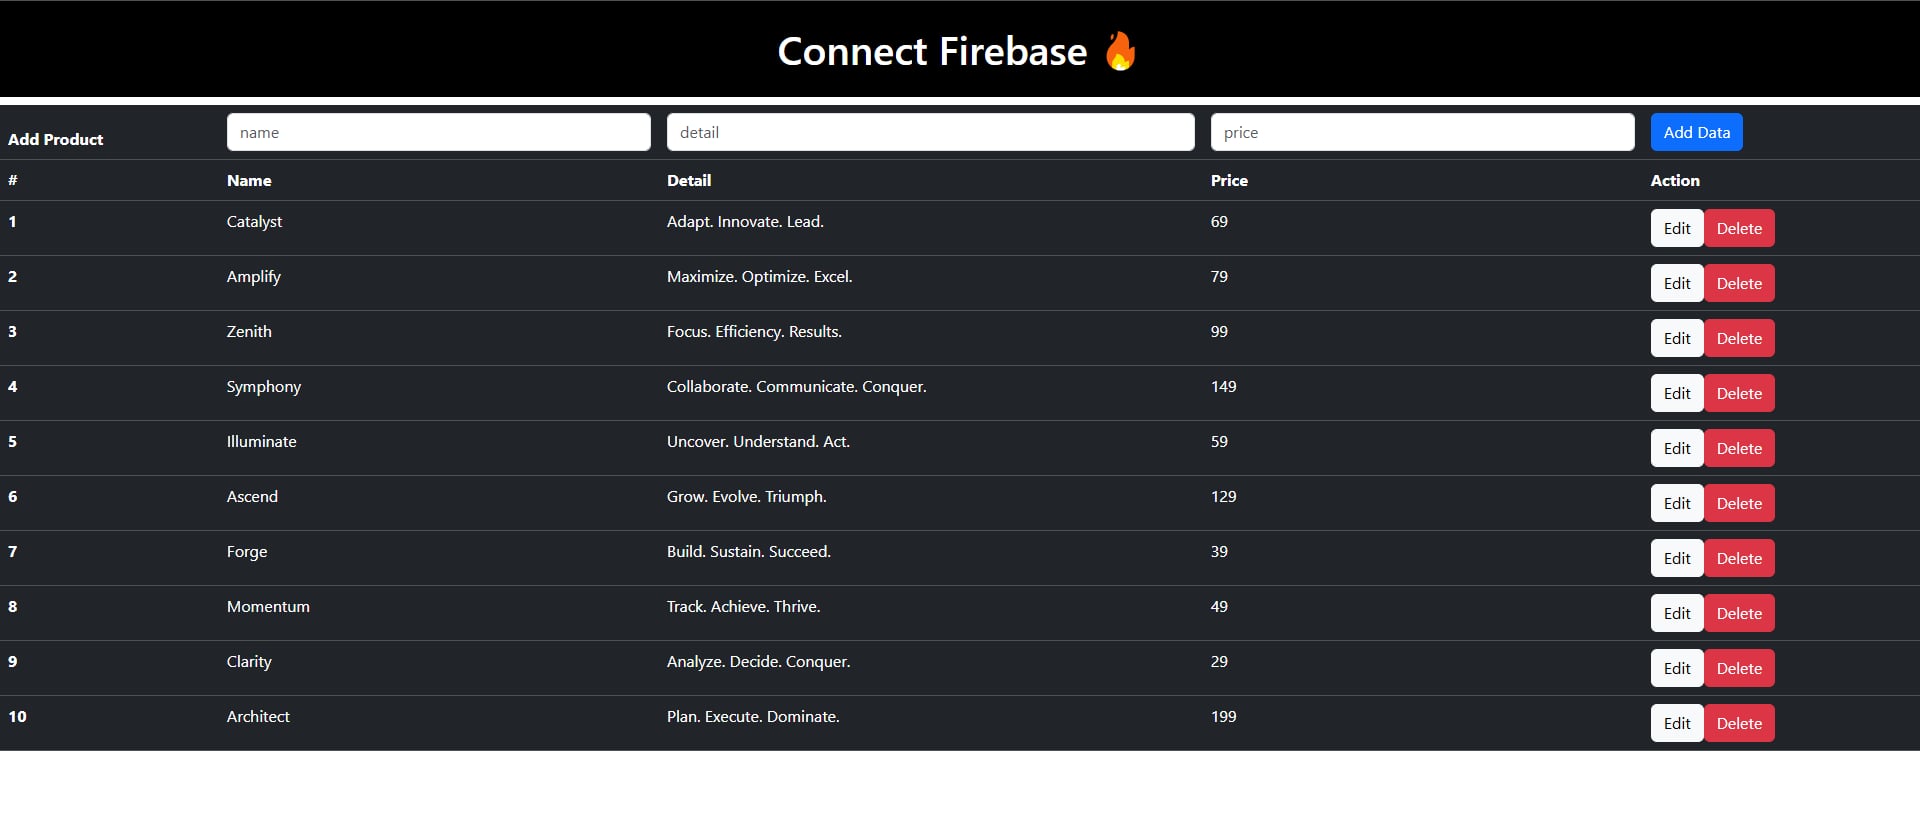 Connect Firebase 🔥
Add Product name detail price Add Data
# Name Detail Price Action
1 Catalyst Adapt. Innovate. Lead. 69 Edit Delete
2 Amplify Maximize. Optimize. Excel. 79 Edit Delete
3 Zenith Focus. Efficiency. Results. 99 Edit Delete
4 Symphony Collaborate. Communicate. Conquer. 149 Edit Delete
5 Illuminate Uncover. Understand. Act. 59 Edit Delete
6 Ascend Grow. Evolve. Triumph. 129 Edit Delete
7 Forge Build. Sustain. Succeed. 39 Edit Delete
8 Momentum Track. Achieve. Thrive. 49 Edit Delete
9 Clarity Analyze. Decide. Conquer. 29 Edit Delete
10 Architect Plan. Execute. Dominate. 199 Edit Delete